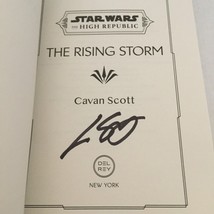 STAR WARS
THE HIGH REPUBLIC
THE RISING STORM
Cavan Scott
DEL
REY
NEW YORK